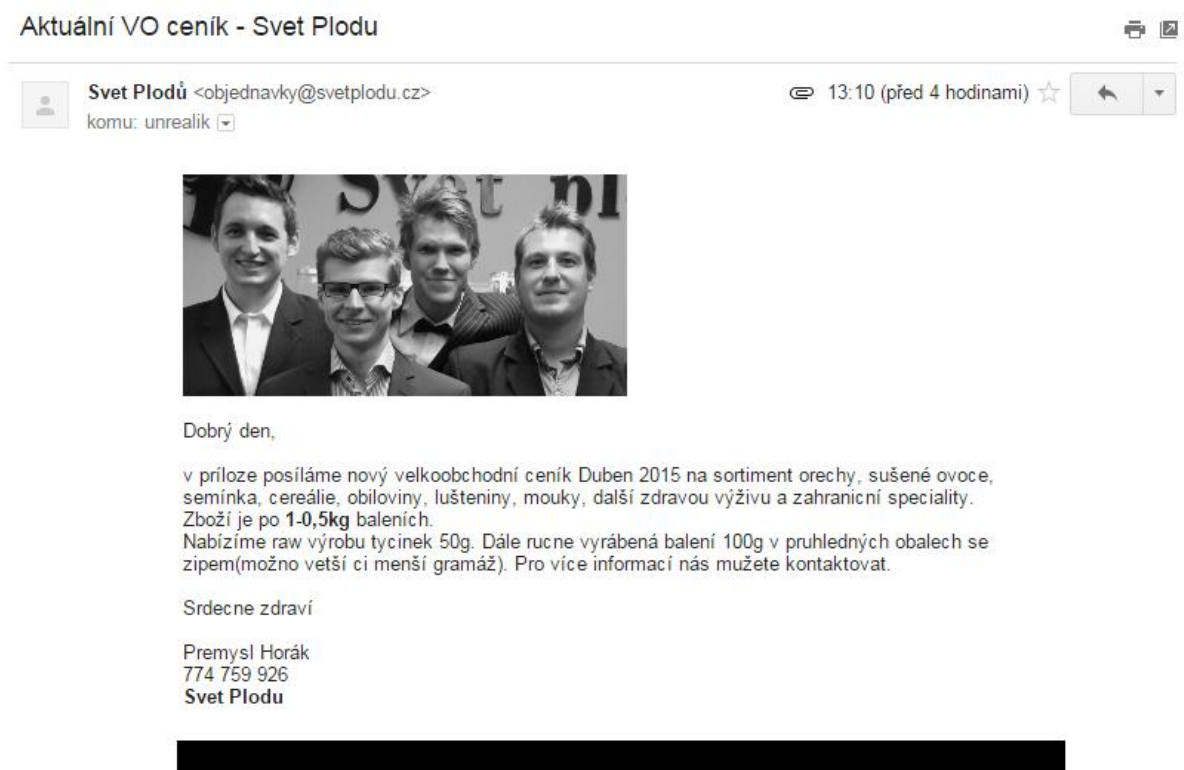 Aktuální VO ceník - Svet Plodu
Svet Plodů <objednavky@svetplodu.cz>
13:10 (před 4 hodinami)
komu: unrealik
Svet pl
Dobrý den,
v príloze posíláme nový velkoobchodní ceník Duben 2015 na sortiment orechy, sušené ovoce,
semínka, cereálie, obiloviny, lušteniny, mouky, další zdravou výživu a zahranicní speciality.
Zboží je po 1-0,5kg baleních.
Nabízíme raw výrobu tycinek 50g. Dále rucne vyrábená balení 100g v pruhledných obalech se
zipem(možno vetší ci menší gramáž). Pro více informací nás mužete kontaktovat.
Srdecne zdraví
Premysl Horák
774 759 926
Svet Plodu